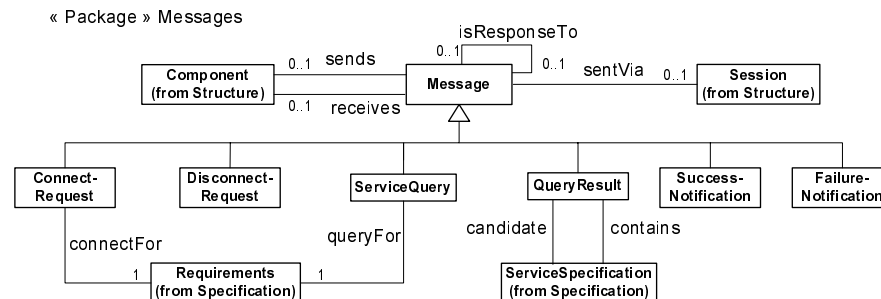 « Package » Messages
isResponseTo
0..1
0..1
sends
0..1
Component
(from Structure)
0..1
receives
Message
sentVia
0..1
Session
(from Structure)
Connect-
Request
Disconnect-
Request
ServiceQuery
QueryResult
Success-
Notification
Failure-
Notification
connectFor
queryFor
candidate
contains
1
Requirements
(from Specification)
1
ServiceSpecification
(from Specification)